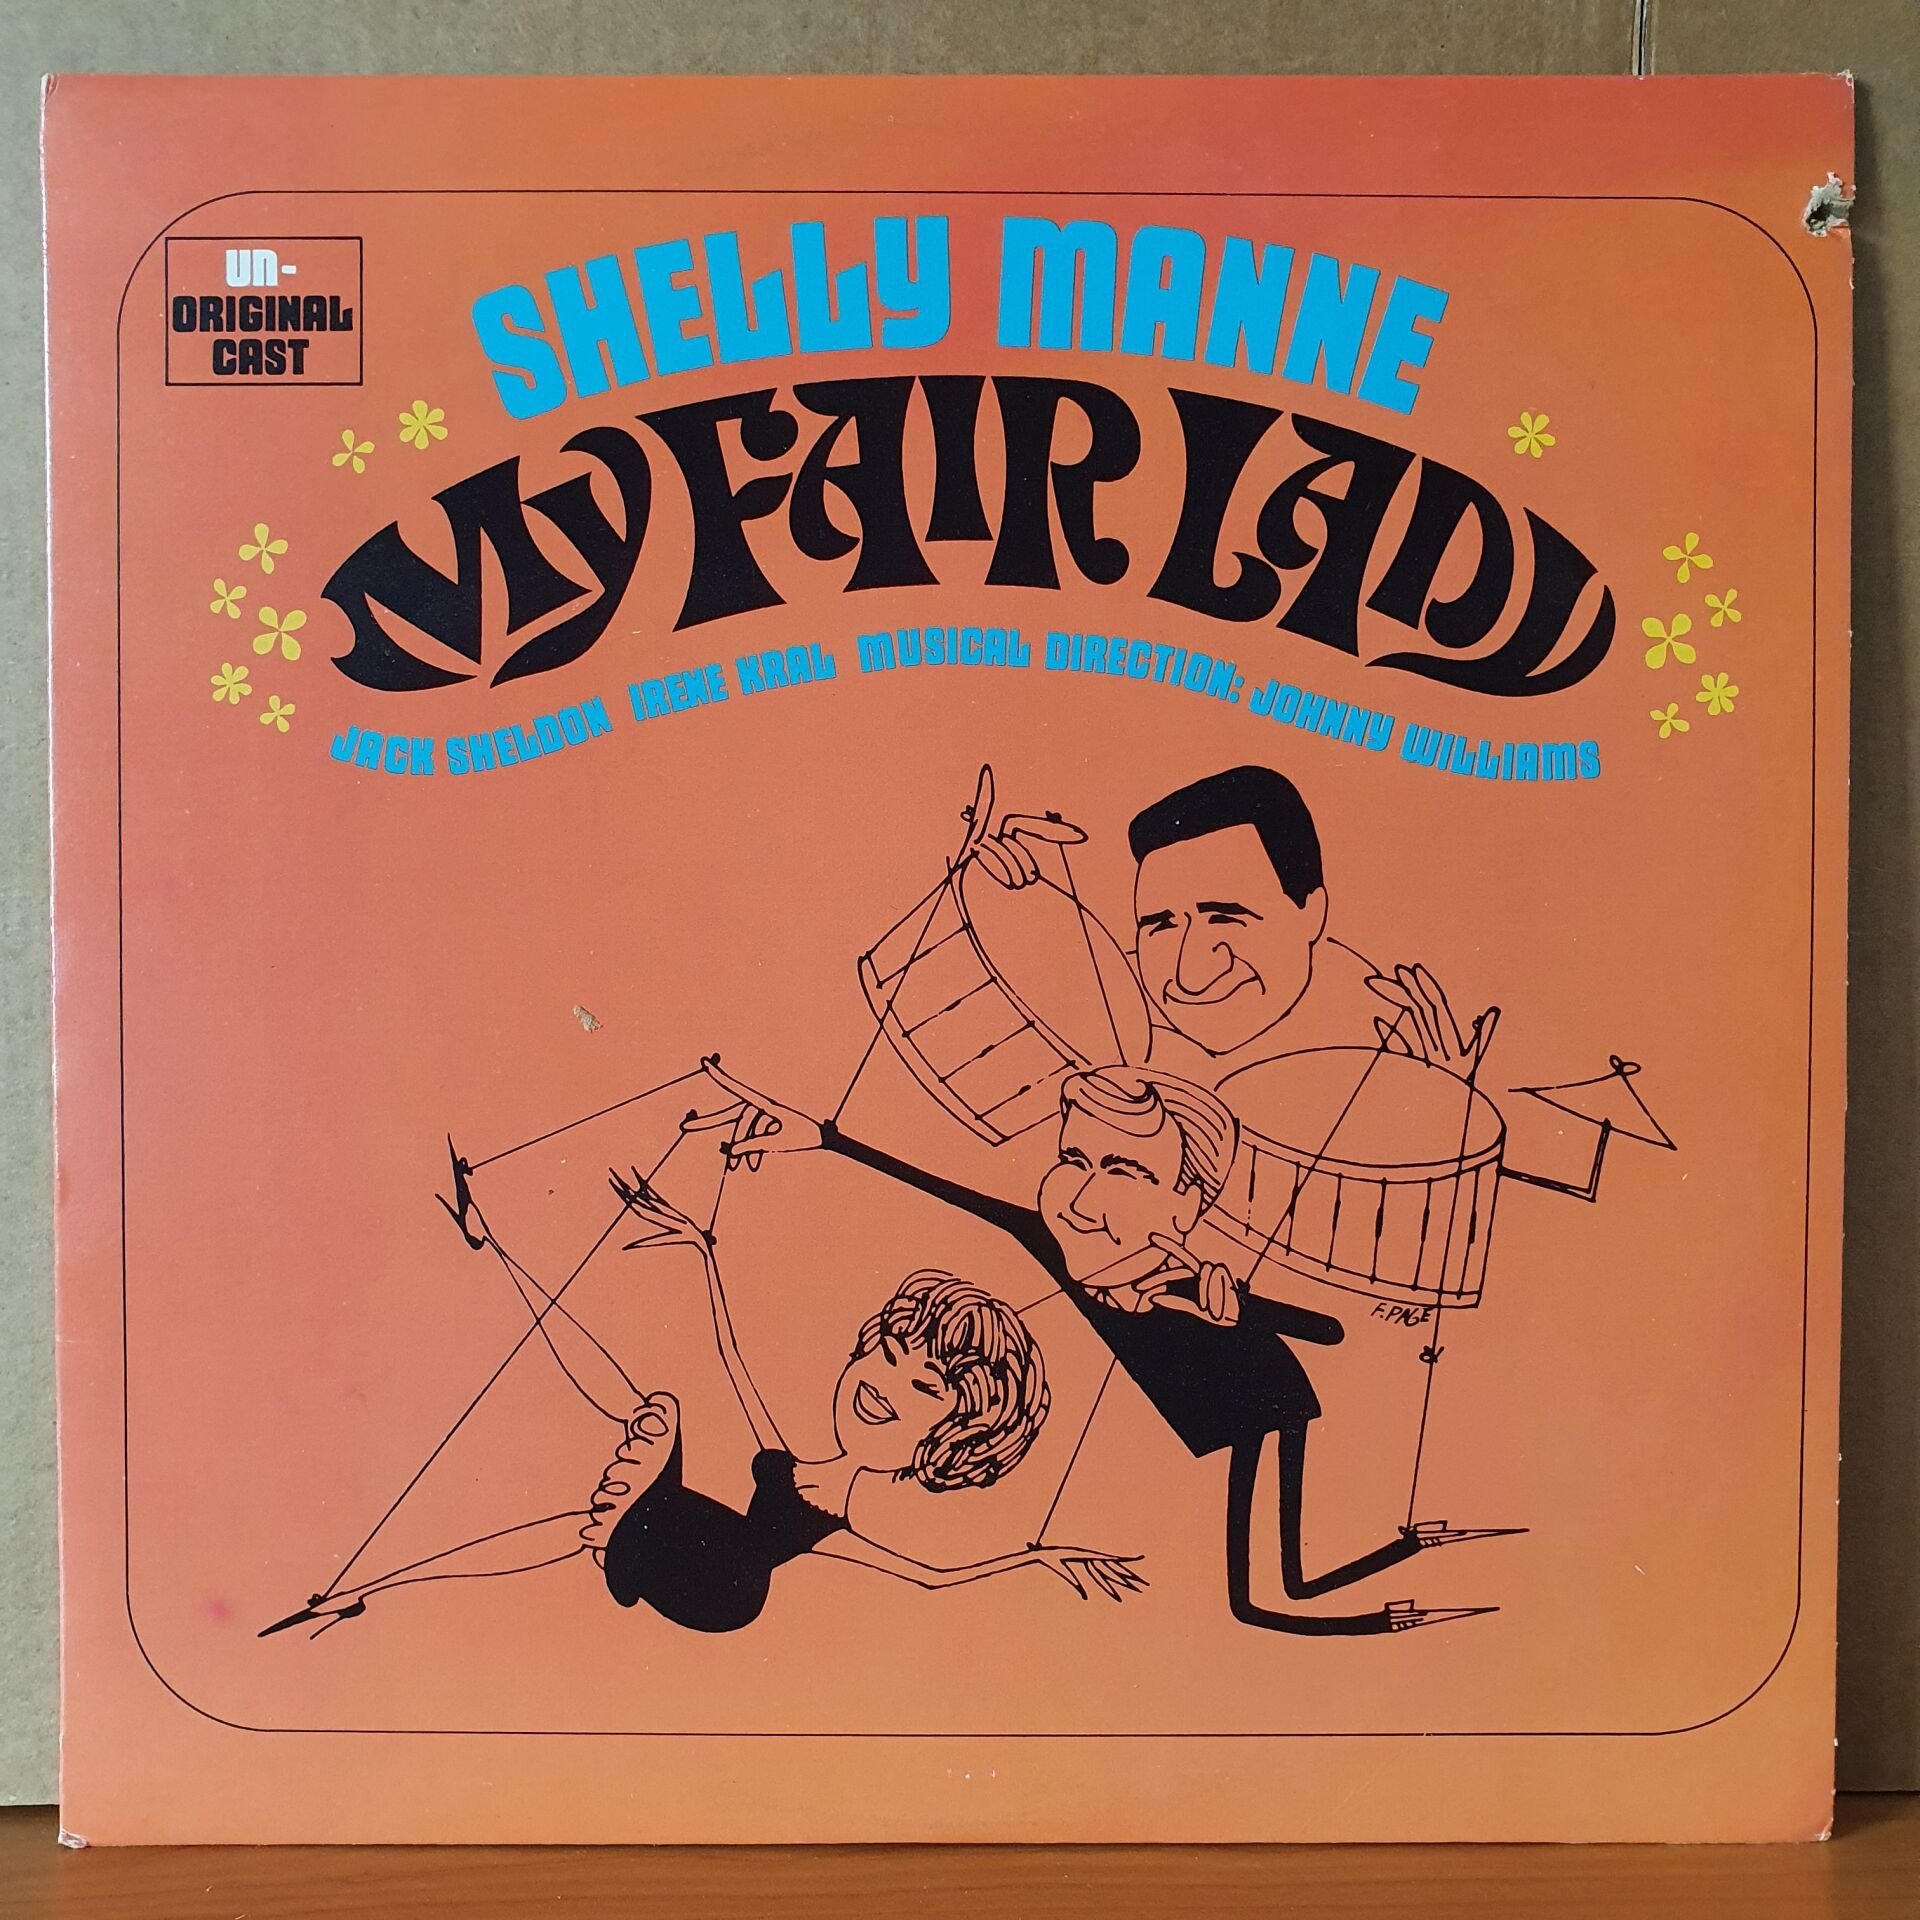 UN-
ORIGINAL
CAST
SHELLY MANNE
MY FAIR LADY
JACK SHELDON IRENE KRAL MUSICAL DIRECTION: JOHNNY WILLIAMS
F. PAGE